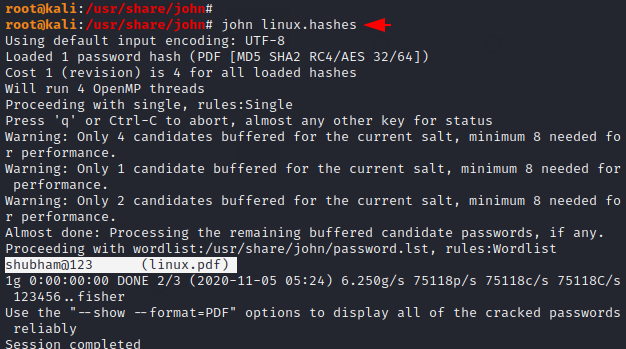 root@kali:/usr/share/john#
root@kali:/usr/share/john# john linux.hashes
Using default input encoding: UTF-8
Loaded 1 password hash (PDF [MD5 SHA2 RC4/AES 32/64])
Cost 1 (revision) is 4 for all loaded hashes
Will run 4 OpenMP threads
Proceeding with single, rules:Single
Press 'q' or Ctrl-C to abort, almost any other key for status
Warning: Only 4 candidates buffered for the current salt, minimum 8 needed fo
r performance.
Warning: Only 1 candidate buffered for the current salt, minimum 8 needed for
 performance.
Warning: Only 2 candidates buffered for the current salt, minimum 8 needed fo
r performance.
Almost done: Processing the remaining buffered candidate passwords, if any.
Proceeding with wordlist:/usr/share/john/password.lst, rules:Wordlist
shubham@123      (linux.pdf)
1g 0:00:00:00 DONE 2/3 (2020-11-05 05:24) 6.250g/s 75118p/s 75118c/s 75118C/s
 123456..fisher
Use the "--show --format=PDF" options to display all of the cracked passwords
 reliably
Session completed